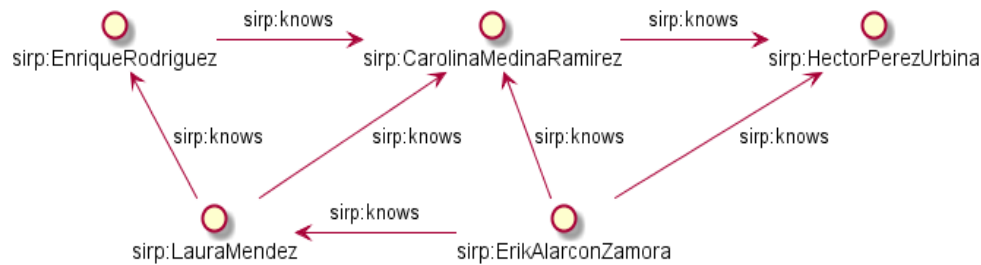 sirp:knows
sirp:knows
sirp:EnriqueRodriguez
sirp:CarolinaMedinaRamirez
sirp:HectorPerezUrbina
sirp:knows
sirp:knows
sirp:knows
sirp:knows
sirp:knows
sirp:LauraMendez
sirp:ErikAlarconZamora